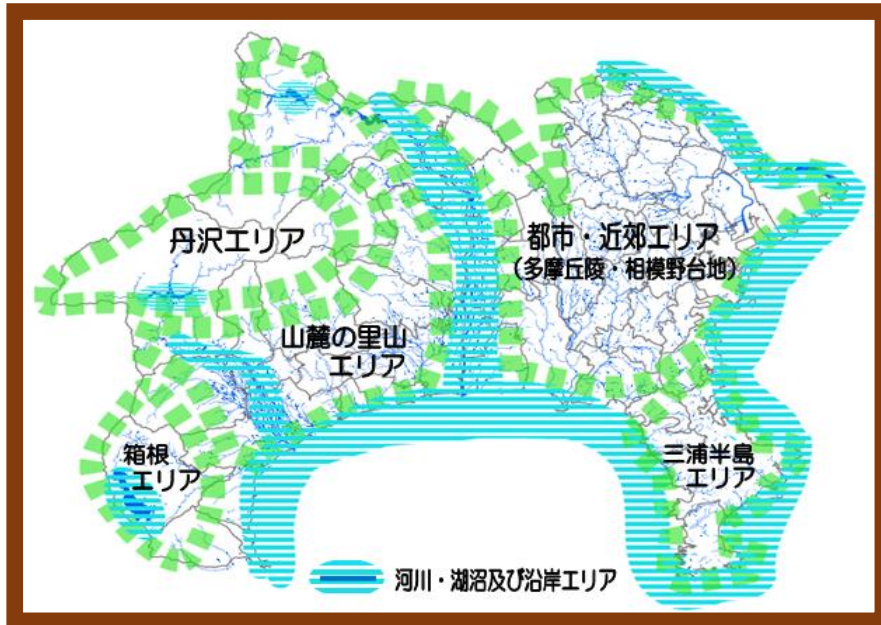 丹沢エリア
都市・近郊エリア
(多摩丘陵・相模野台地)
山麓の里山
エリア
箱根
エリア
三浦半島
エリア
河川・湖沼及び沿岸エリア